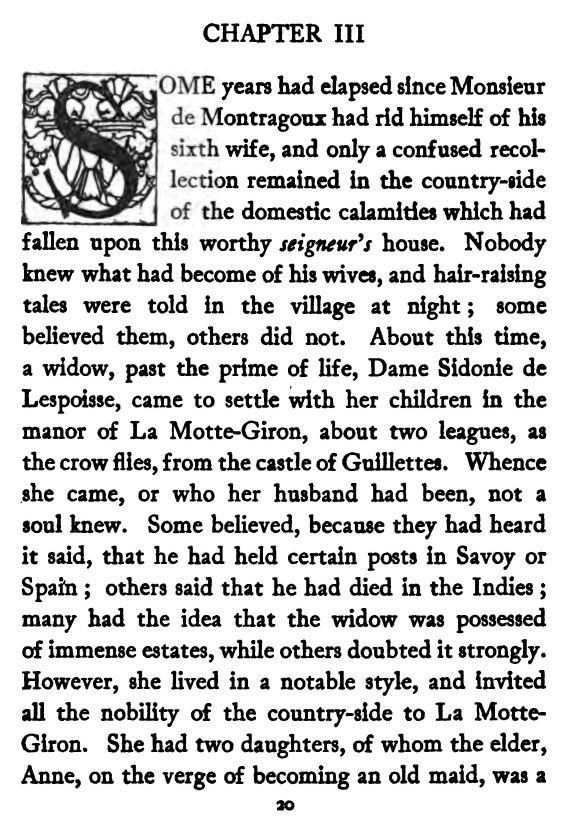 CHAPTER III
SOME years had elapsed since Monsieur
de Montragoux had rid himself of his
sixth wife, and only a confused recol-
lection remained in the country-side
of the domestic calamities which had
fallen upon this worthy seigneur's house. Nobody
knew what had become of his wives, and hair-raising
tales were told in the village at night; some
believed them, others did not. About this time,
a widow, past the prime of life, Dame Sidonie de
Lespoisse, came to settle with her children in the
manor of La Motte-Giron, about two leagues, as
the crow flies, from the castle of Guillettes. Whence
she came, or who her husband had been, not a
soul knew. Some believed, because they had heard
it said, that he had held certain posts in Savoy or
Spain; others said that he had died in the Indies;
many had the idea that the widow was possessed
of immense estates, while others doubted it strongly.
However, she lived in a notable style, and invited
all the nobility of the country-side to La Motte-
Giron. She had two daughters, of whom the elder,
Anne, on the verge of becoming an old maid, was a
20